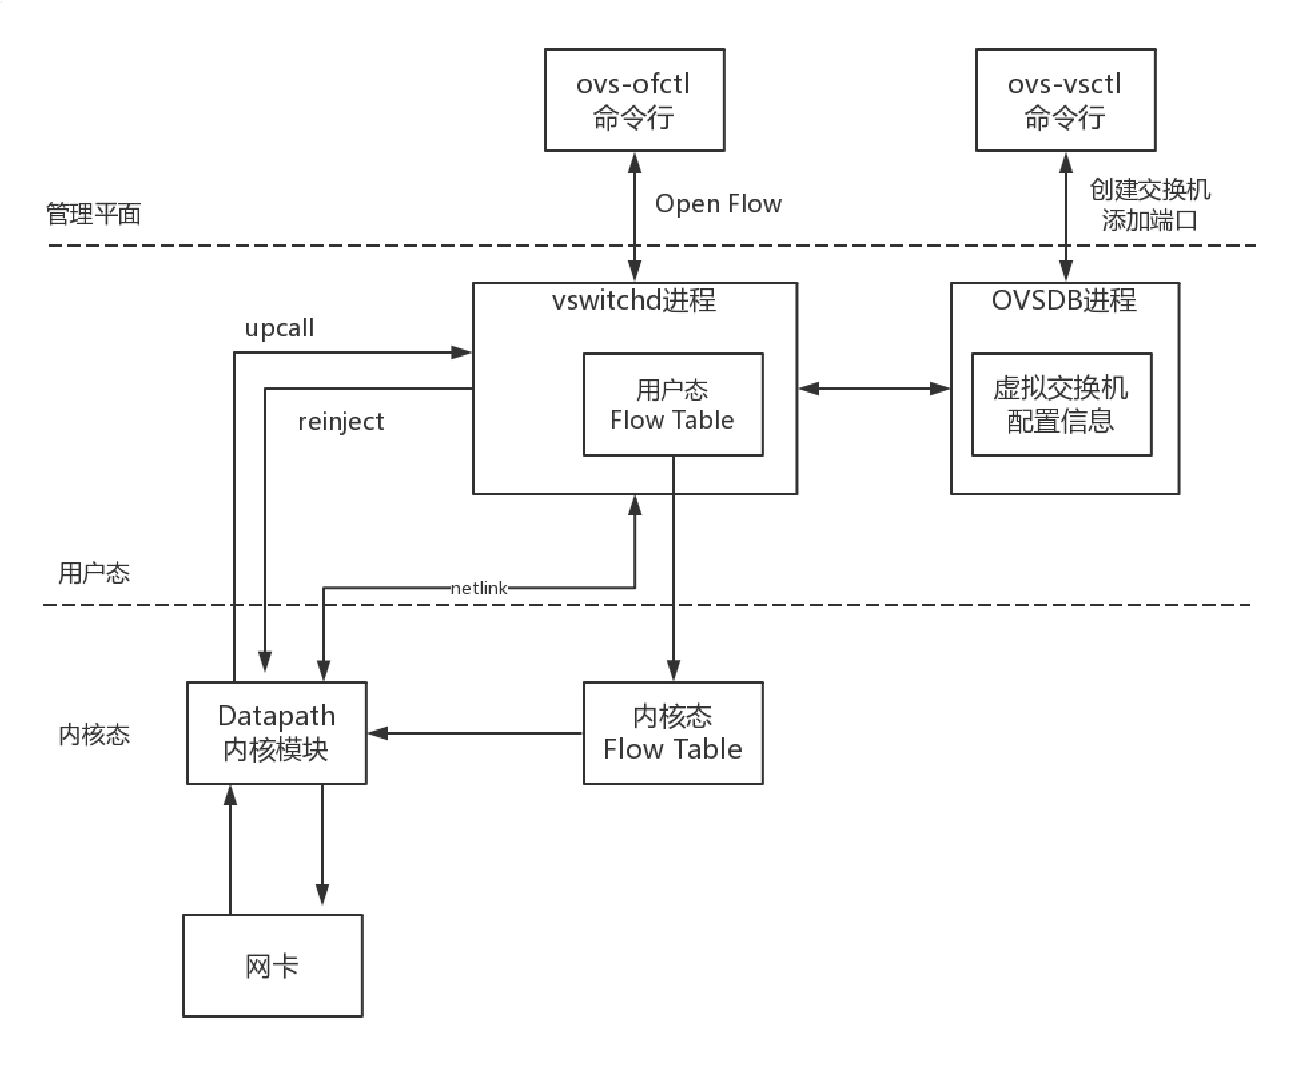 ovs-ofctl
命令行
ovs-vsctl
命令行
Open Flow
创建交换机
添加端口
管理平面
vswitchd进程
OVSDB进程
upcall
reinject
用户态
Flow Table
虚拟交换机
配置信息
用户态
netlink
内核态
Datapath
内核模块
内核态
Flow Table
网卡